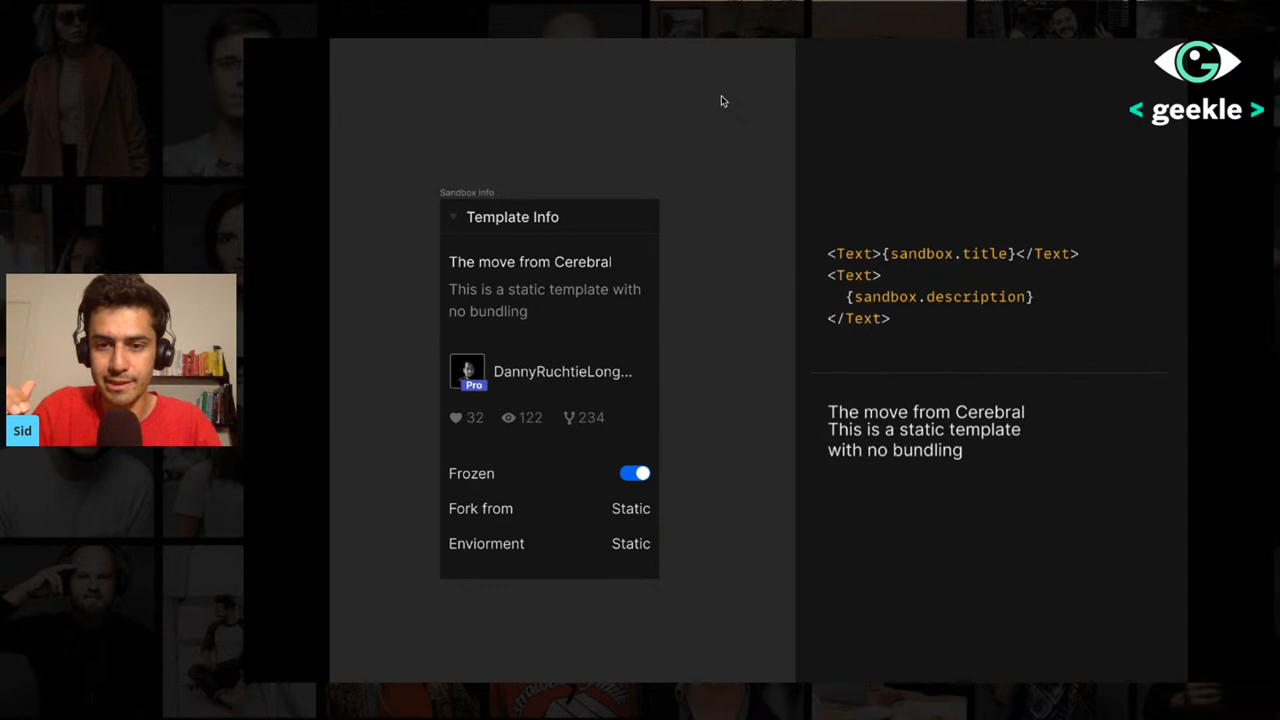 < geekle >
Sandbox Info
Template Info
The move from Cerebral
This is a static template with
no bundling
DannyRuchtieLong...
Pro
32 122 234
Frozen
Fork from Static
Enviorment Static
<Text>{sandbox.title}</Text>
<Text>
{sandbox.description}
</Text>
The move from Cerebral
This is a static template
with no bundling
Sid